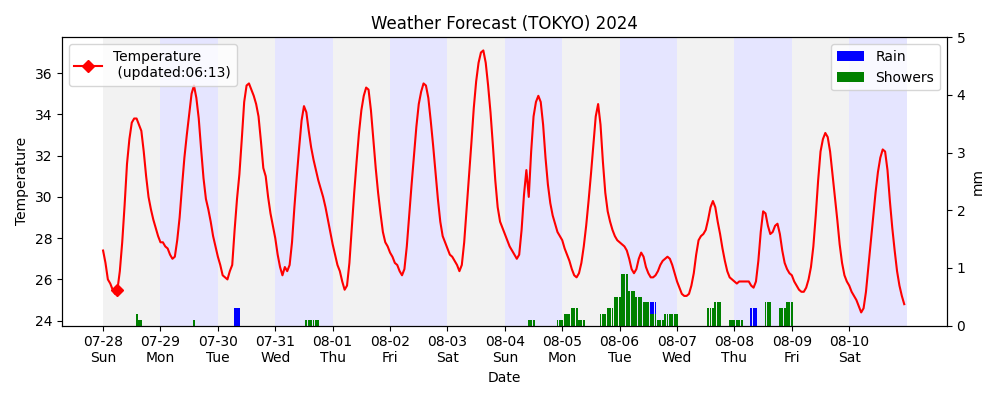 Weather Forecast (TOKYO) 2024
Temperature
(updated:06:13)
Rain
Showers
Temperature
36
34
32
30
28
26
24
5
4
3
2
1
0
mm
07-28 07-29 07-30 07-31 08-01 08-02 08-03 08-04 08-05 08-06 08-07 08-08 08-09 08-10
Sun Mon Tue Wed Thu Fri Sat Sun Mon Tue Wed Thu Fri Sat
Date